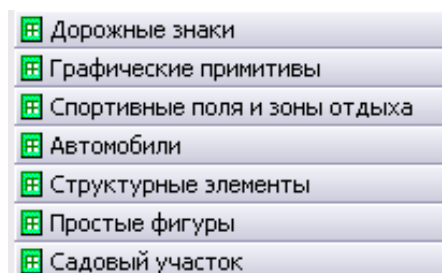 Дорожные знаки
Графические примитивы
Спортивные поля и зоны отдыха
Автомобили
Структурные элементы
Простые фигуры
Садовый участок